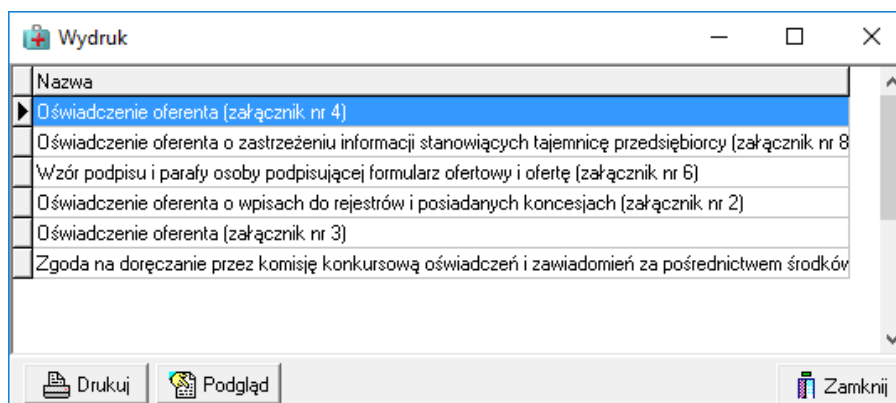 Wydruk
Nazwa
Oświadczenie oferenta (załącznik nr 4)
Oświadczenie oferenta o zastrzeżeniu informacji stanowiących tajemnicę przedsiębiorcy (załącznik nr 8
Wzór podpisu i parafy osoby podpisującej formularz ofertowy i ofertę (załącznik nr 6)
Oświadczenie oferenta o wpisach do rejestrów i posiadanych koncesjach (załącznik nr 2)
Oświadczenie oferenta (załącznik nr 3)
Zgoda na doręczanie przez komisję konkursową oświadczeń i zawiadomień za pośrednictwem środków
Drukuj Podgląd Zamknij